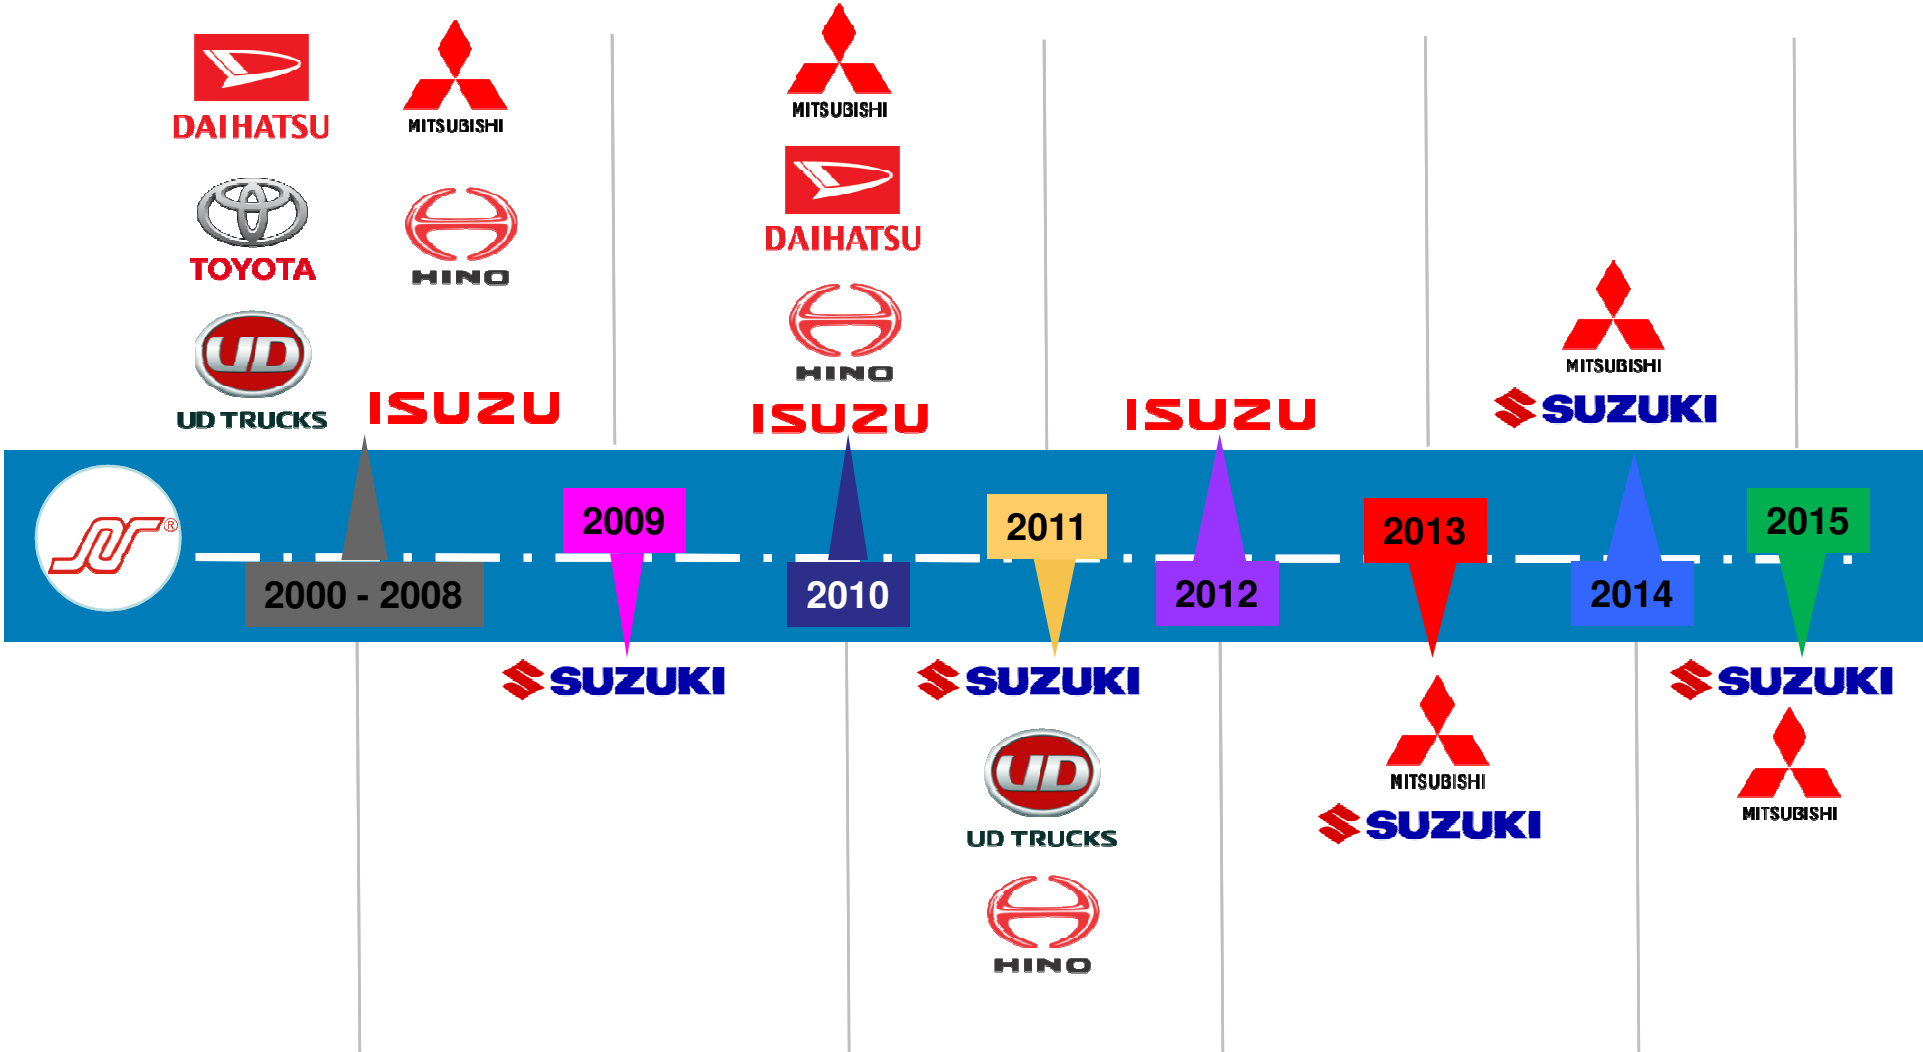 DAIHATSU
MITSUBISHI
TOYOTA
HINO
UD
UD TRUCKS
ISUZU
MITSUBISHI
DAIHATSU
HINO
ISUZU
ISUZU
MITSUBISHI
SUZUKI
®
2000 - 2008
2009
2010
2011
2012
2013
2014
2015
SUZUKI
SUZUKI
UD
UD TRUCKS
HINO
MITSUBISHI
SUZUKI
SUZUKI
MITSUBISHI